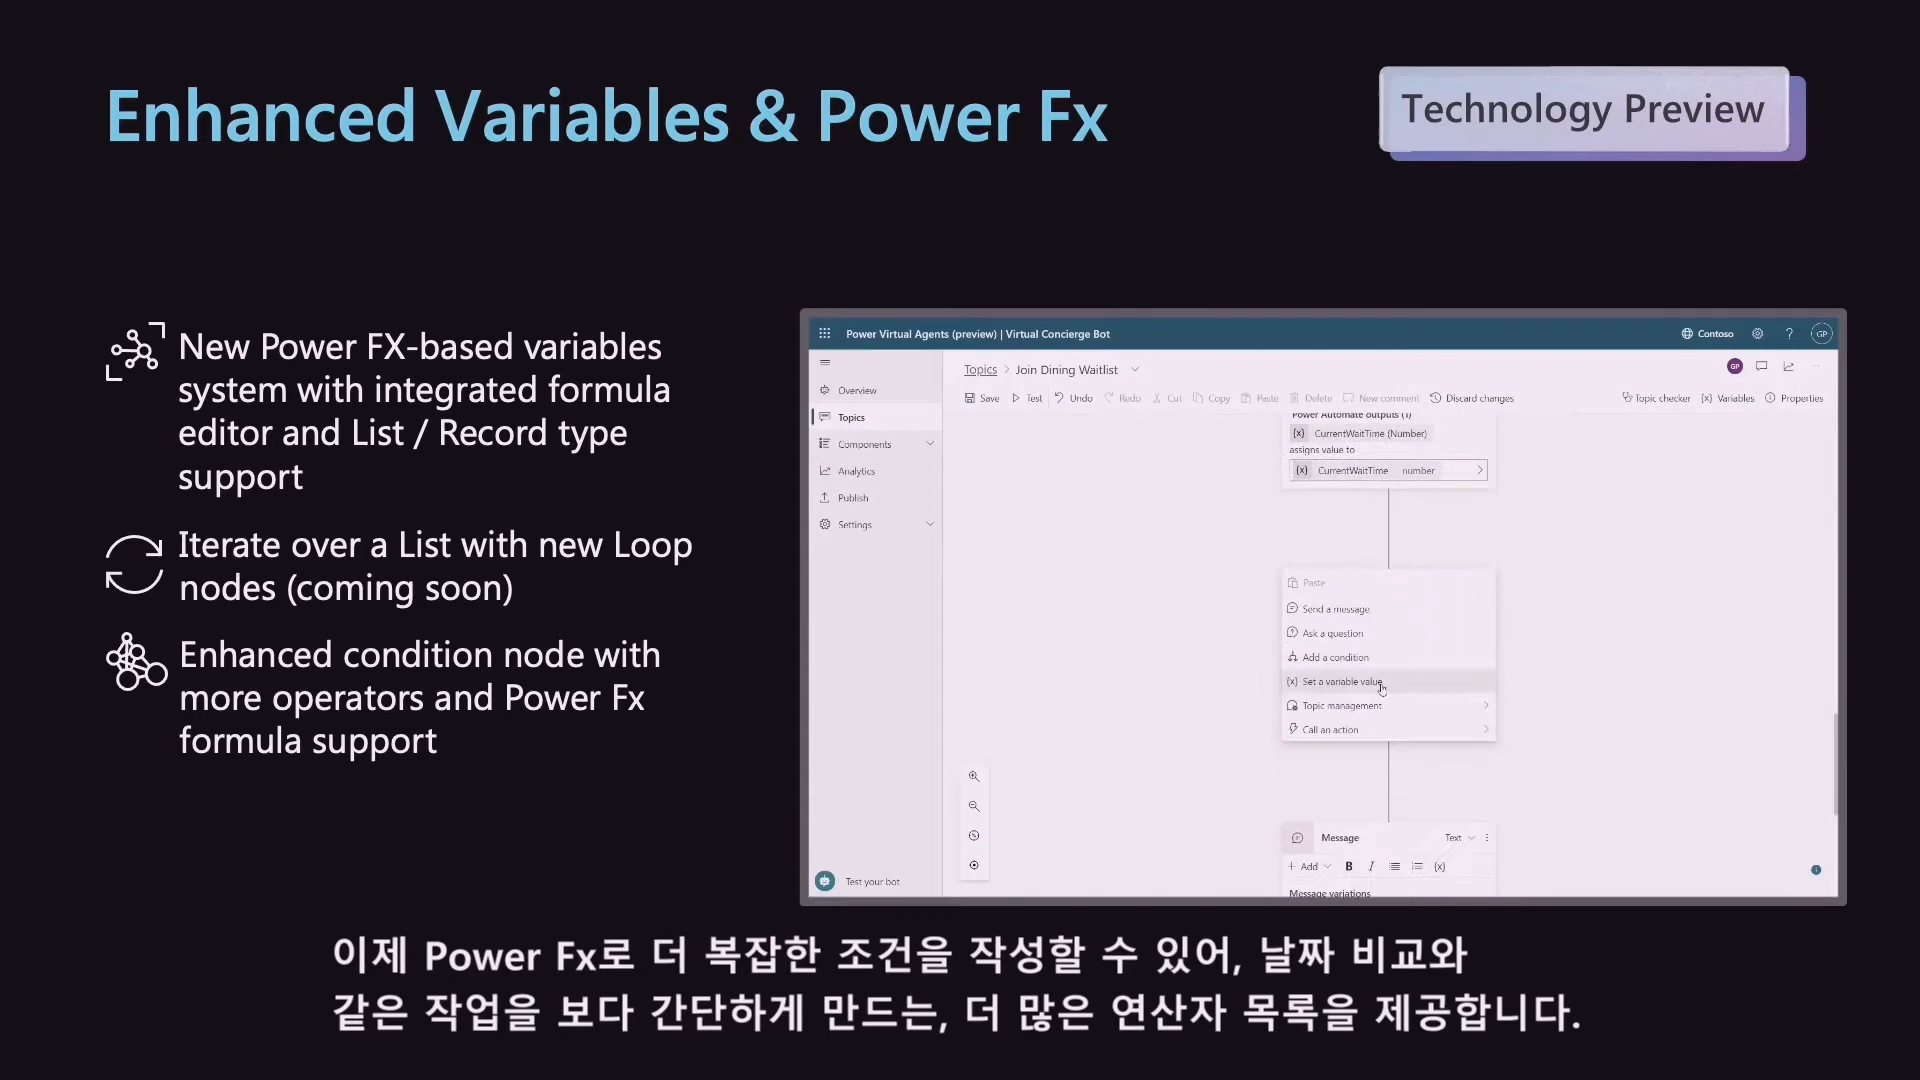 Enhanced Variables & Power Fx
Technology Preview
New Power FX-based variables
system with integrated formula
editor and List / Record type
support
Iterate over a List with new Loop
nodes (coming soon)
Enhanced condition node with
more operators and Power Fx
formula support
Power Virtual Agents (preview) | Virtual Concierge Bot
Contoso
?
GP
Topics > Join Dining Waitlist
GP
Save Test Undo Redo Cut Copy Paste Delete New comment Discard changes
Topic checker {x} Variables Properties
Overview
Topics
Components
Analytics
Publish
Settings
Test your bot
Power Automate outputs (1)
{x} CurrentWaitTime (Number)
assigns value to
{x} CurrentWaitTime number
Paste
Send a message
Ask a question
Add a condition
{x} Set a variable value
Topic management
Call an action
Message Text
+ Add B I {x}
Message variations
이제 Power Fx로 더 복잡한 조건을 작성할 수 있어, 날짜 비교와
같은 작업을 보다 간단하게 만드는, 더 많은 연산자 목록을 제공합니다.